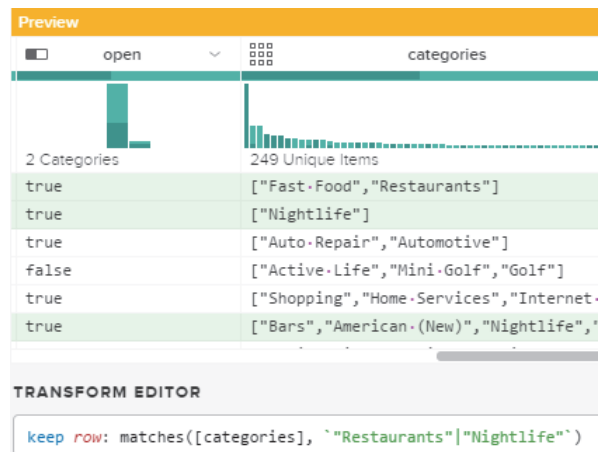 Preview
open categories
2 Categories 249 Unique Items
true ["Fast·Food","Restaurants"]
true ["Nightlife"]
true ["Auto·Repair","Automotive"]
false ["Active·Life","Mini·Golf","Golf"]
true ["Shopping","Home·Services","Internet·
true ["Bars","American·(New)","Nightlife","
TRANSFORM EDITOR
keep row: matches([categories], `"Restaurants"|"Nightlife"`)